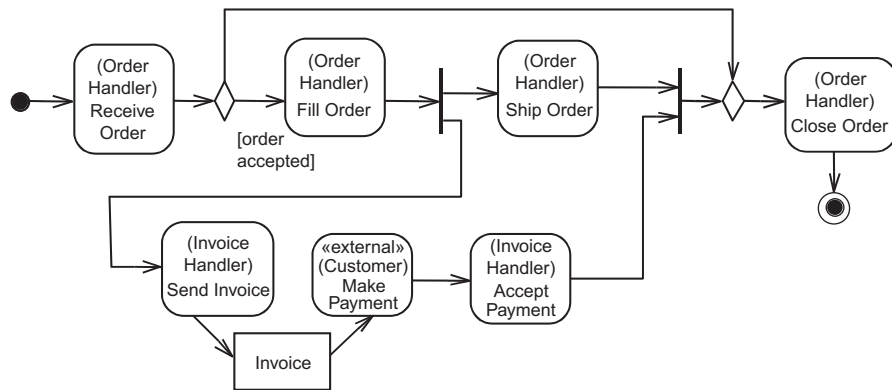 (Order
Handler)
Receive
Order
(Order
Handler)
Fill Order
[order
accepted]
(Order
Handler)
Ship Order
(Order
Handler)
Close Order
(Invoice
Handler)
Send Invoice
Invoice
«external»
(Customer)
Make
Payment
(Invoice
Handler)
Accept
Payment